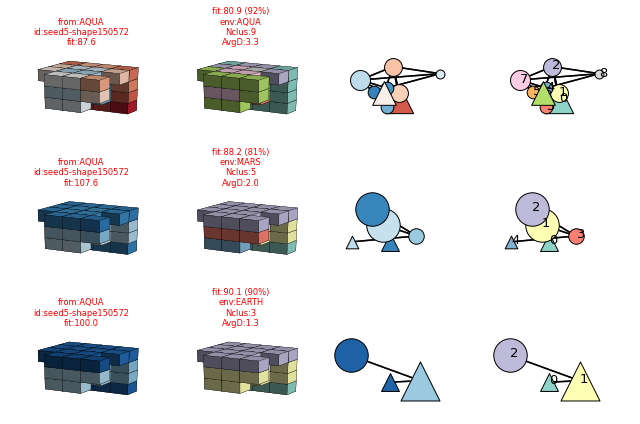 from:AQUA
id:seed5-shape150572
fit:87.6
fit:80.9 (92%)
env:AQUA
Nclus:9
AvgD:3.3
2
7
8
1
0
from:AQUA
id:seed5-shape150572
fit:107.6
fit:88.2 (81%)
env:MARS
Nclus:5
AvgD:2.0
2
1
3
4
0
from:AQUA
id:seed5-shape150572
fit:100.0
fit:90.1 (90%)
env:EARTH
Nclus:3
AvgD:1.3
2
0
1